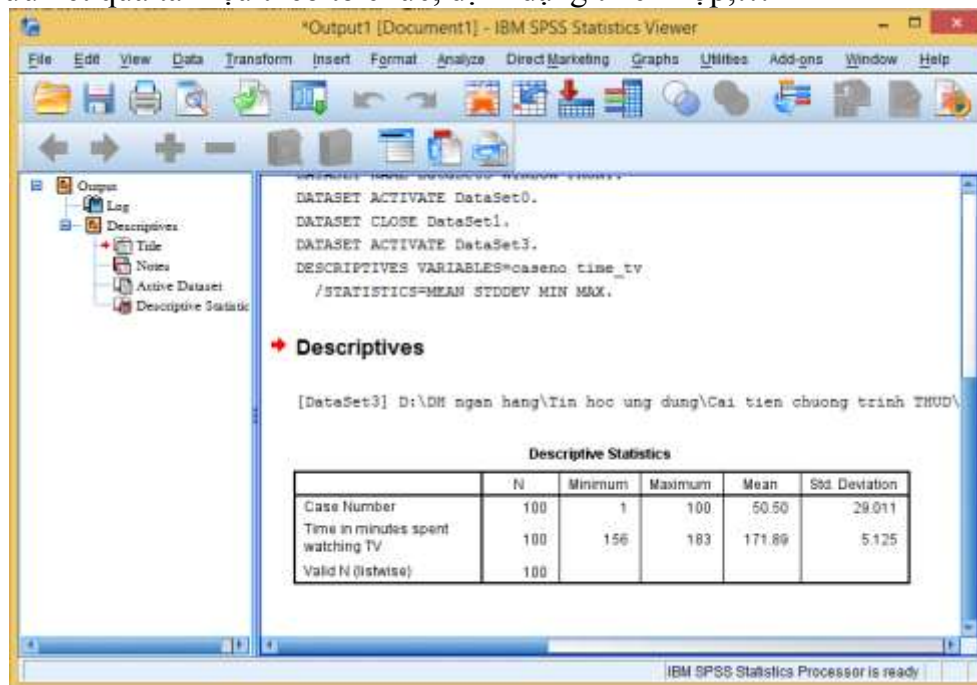 *Output1 [Document1] - IBM SPSS Statistics Viewer
File Edit View Data Transform Insert Format Analyze Direct Marketing Graphs Utilities Add-ons Window Help
Output
Log
Descriptives
Title
Notes
Active Dataset
Descriptive Statistic
DATASET ACTIVATE DataSet0.
DATASET CLOSE DataSet1.
DATASET ACTIVATE DataSet3.
DESCRIPTIVES VARIABLES=caseno time_tv
/STATISTICS=MEAN STDDEV MIN MAX.
Descriptives
[DataSet3] D:\DH ngan hang\Tin hoc ung dung\Cai tien chuong trinh THUD\
Descriptive Statistics
N Minimum Maximum Mean Std. Deviation
Case Number 100 1 100 50.50 29.011
Time in minutes spent
watching TV 100 156 183 171.89 5.125
Valid N (listwise) 100
IBM SPSS Statistics Processor is ready